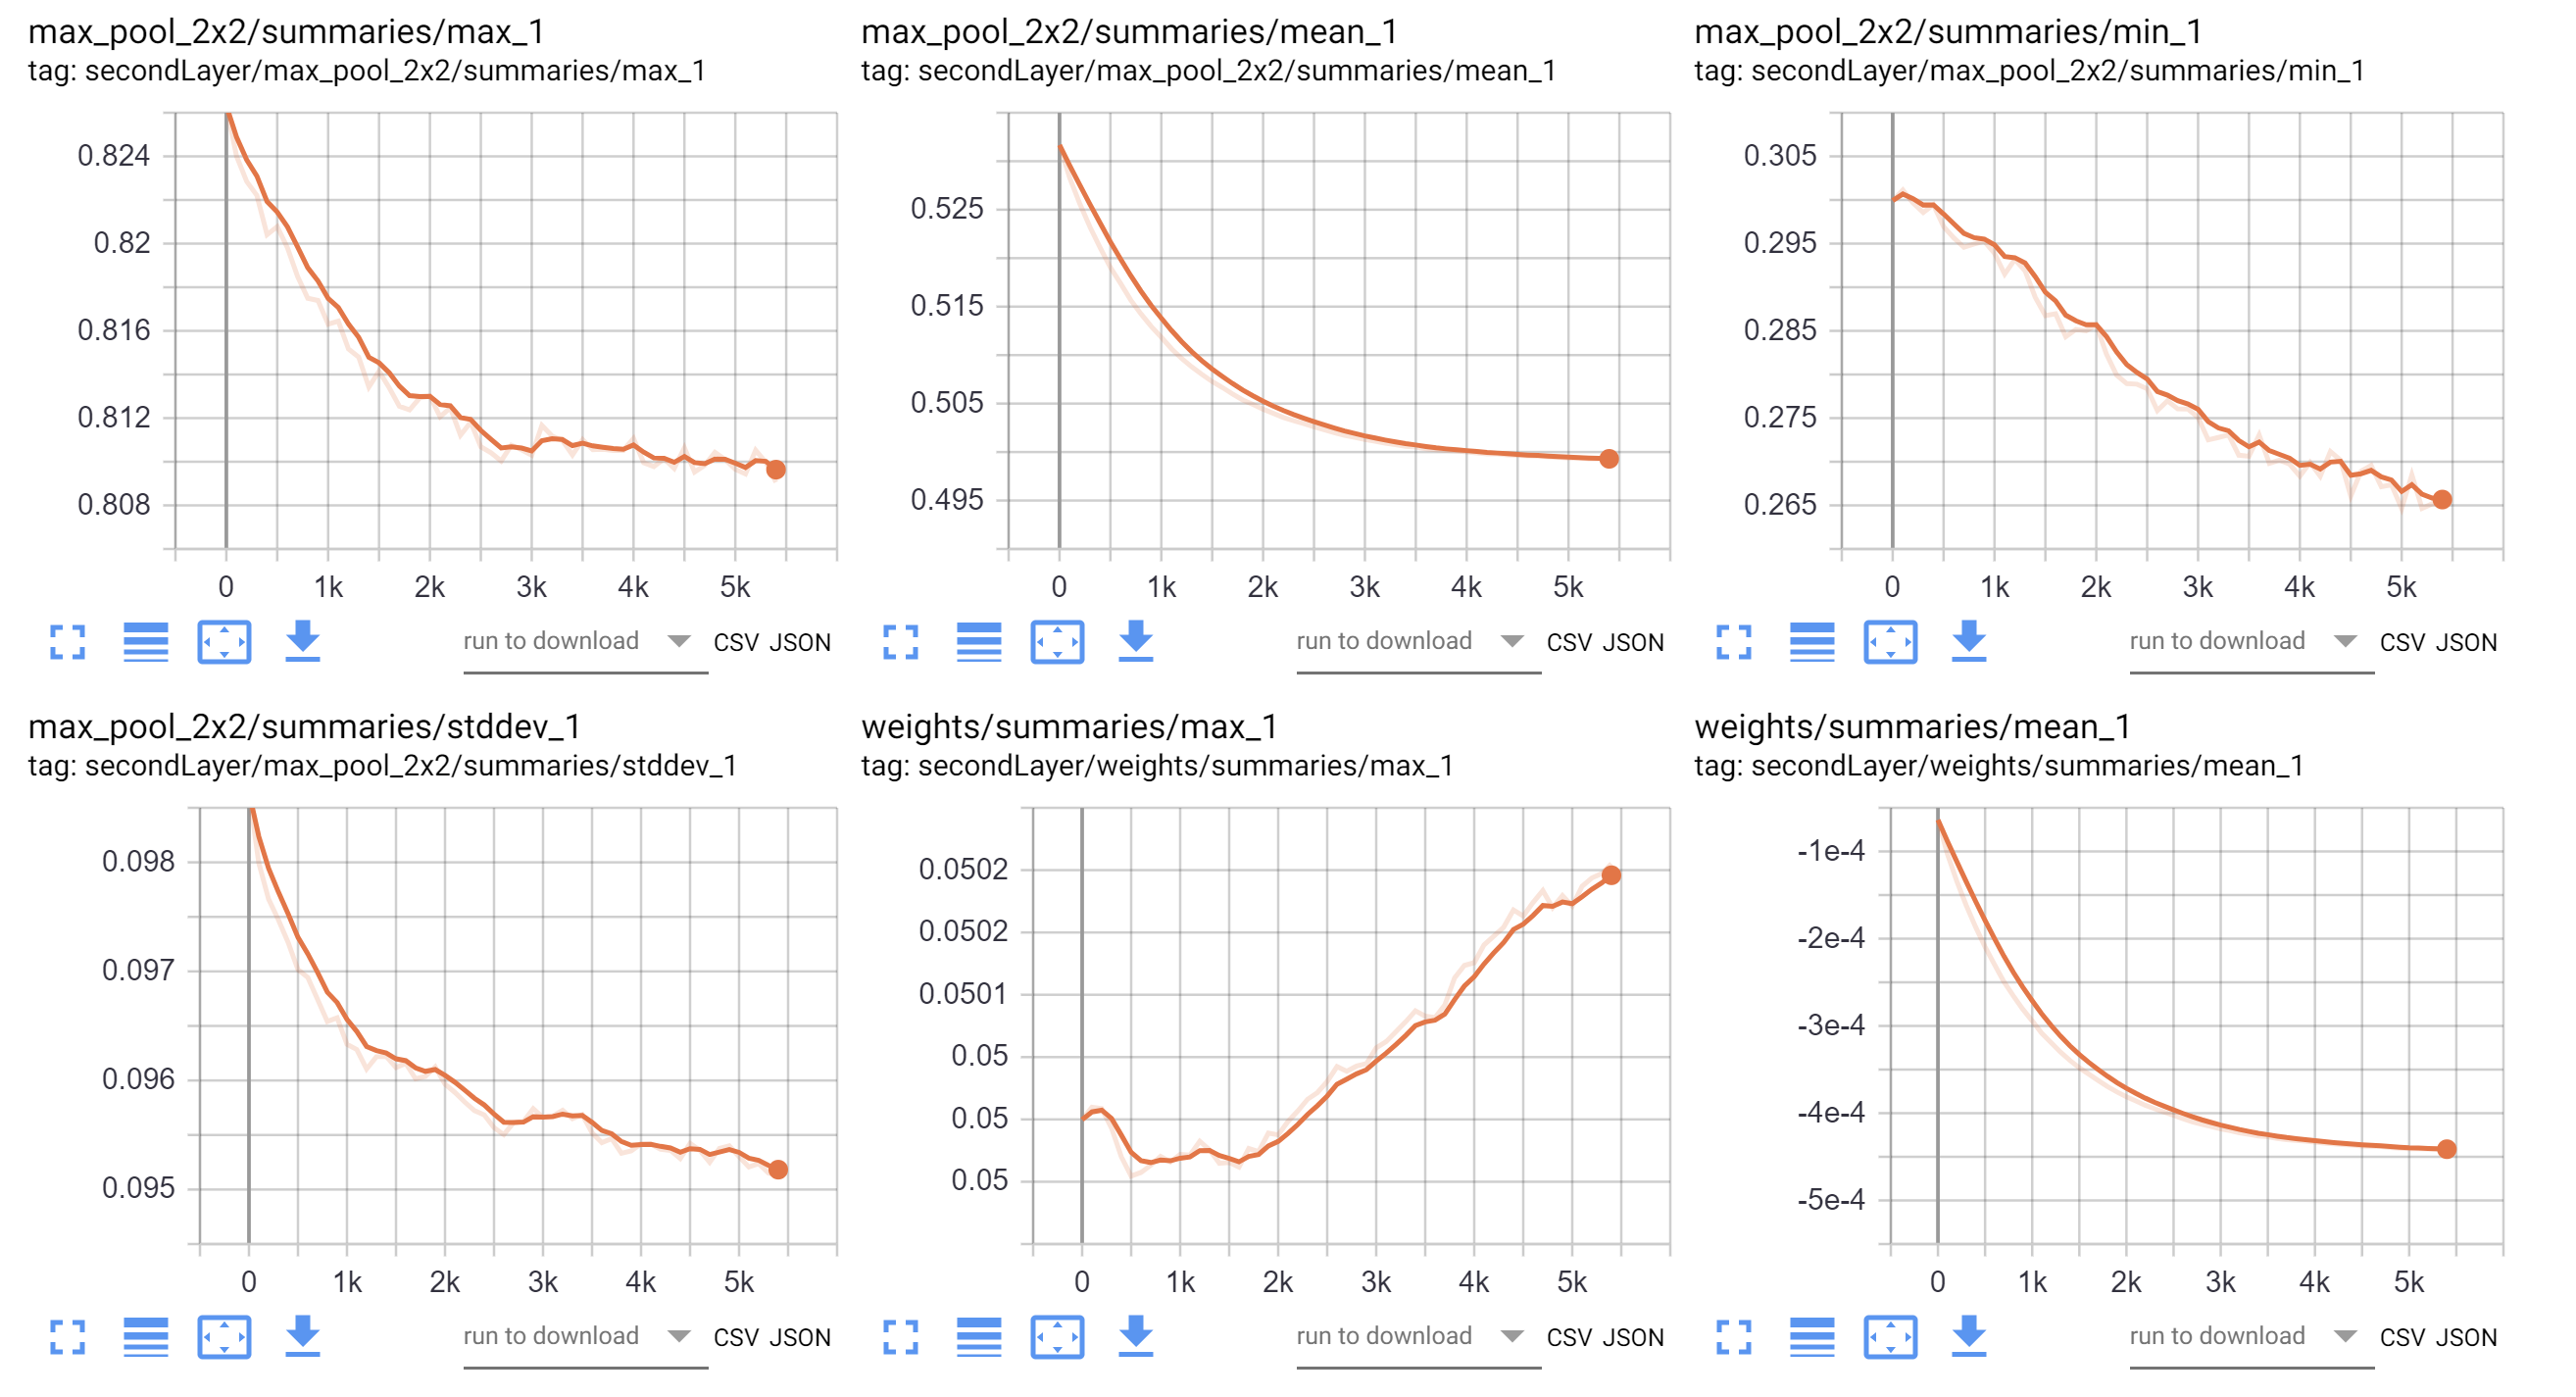 max_pool_2x2/summaries/max_1
tag: secondLayer/max_pool_2x2/summaries/max_1
0.824
0.82
0.816
0.812
0.808
0 1k 2k 3k 4k 5k
run to download CSV JSON
max_pool_2x2/summaries/mean_1
tag: secondLayer/max_pool_2x2/summaries/mean_1
0.525
0.515
0.505
0.495
0 1k 2k 3k 4k 5k
run to download CSV JSON
max_pool_2x2/summaries/min_1
tag: secondLayer/max_pool_2x2/summaries/min_1
0.305
0.295
0.285
0.275
0.265
0 1k 2k 3k 4k 5k
run to download CSV JSON
max_pool_2x2/summaries/stddev_1
tag: secondLayer/max_pool_2x2/summaries/stddev_1
0.098
0.097
0.096
0.095
0 1k 2k 3k 4k 5k
run to download CSV JSON
weights/summaries/max_1
tag: secondLayer/weights/summaries/max_1
0.0502
0.0502
0.0501
0.05
0.05
0.05
0 1k 2k 3k 4k 5k
run to download CSV JSON
weights/summaries/mean_1
tag: secondLayer/weights/summaries/mean_1
-1e-4
-2e-4
-3e-4
-4e-4
-5e-4
0 1k 2k 3k 4k 5k
run to download CSV JSON